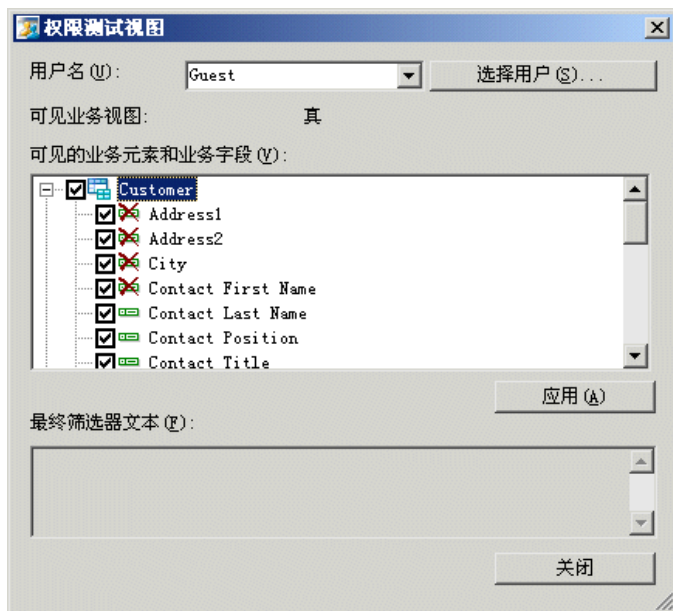 权限测试视图
用户名(U): Guest 选择用户(S)...
可见业务视图: 真
可见的业务元素和业务字段(V):
Customer
Address1
Address2
City
Contact First Name
Contact Last Name
Contact Position
Contact Title
应用(A)
最终筛选器文本(F):
关闭